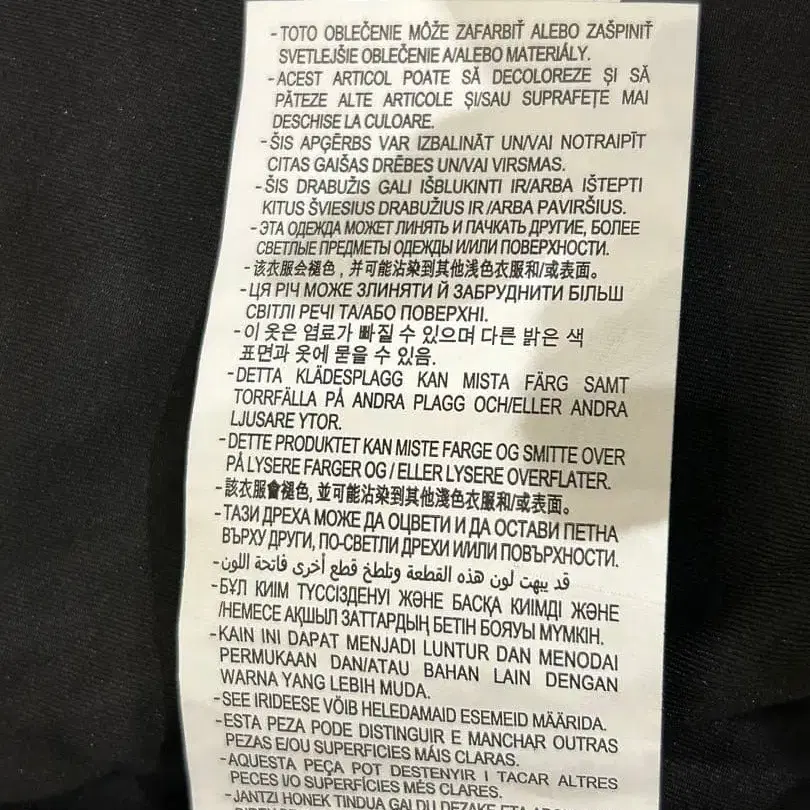 - TOTO OBLEČENIE MÔŽE ZAFARBIŤ ALEBO ZAŠPINIŤ
SVETLEJŠIE OBLEČENIE A/ALEBO MATERIÁLY.
- ACEST ARTICOL POATE SĂ DECOLOREZE ȘI SĂ
PĂTEZE ALTE ARTICOLE ȘI/SAU SUPRAFEȚE MAI
DESCHISE LA CULOARE.
- ŠIS APĢĒRBS VAR IZBALINĀT UN/VAI NOTRAIPĪT
CITAS GAIŠAS DRĒBES UN/VAI VIRSMAS.
- ŠIS DRABUŽIS GALI IŠBLUKINTI IR/ARBA IŠTEPTI
KITUS ŠVIESIUS DRABUŽIUS IR /ARBA PAVIRŠIUS.
- ЭТА ОДЕЖДА МОЖЕТ ЛИНЯТЬ И ПАЧКАТЬ ДРУГИЕ, БОЛЕЕ
СВЕТЛЫЕ ПРЕДМЕТЫ ОДЕЖДЫ И/ИЛИ ПОВЕРХНОСТИ.
- 该衣服会褪色，并可能沾染到其他浅色衣服和/或表面。
- ЦЯ РІЧ МОЖЕ ЗЛИНЯТИ Й ЗАБРУДНИТИ БІЛЬШ
СВІТЛІ РЕЧІ ТА/АБО ПОВЕРХНІ.
- 이 옷은 염료가 빠질 수 있으며 다른 밝은 색
표면과 옷에 묻을 수 있음.
- DETTA KLÄDESPLAGG KAN MISTA FÄRG SAMT
TORRFÄLLA PÅ ANDRA PLAGG OCH/ELLER ANDRA
LJUSARE YTOR.
- DETTE PRODUKTET KAN MISTE FARGE OG SMITTE OVER
PÅ LYSERE FARGER OG / ELLER LYSERE OVERFLATER.
- 該衣服會褪色, 並可能沾染到其他淺色衣服和/或表面。
- ТАЗИ ДРЕХА МОЖЕ ДА ОЦВЕТИ И ДА ОСТАВИ ПЕТНА
ВЪРХУ ДРУГИ, ПО-СВЕТЛИ ДРЕХИ И/ИЛИ ПОВЪРХНОСТИ.
- قد يبهت لون هذه القطعة وتلطخ قطع أخرى فاتحة اللون
- БҰЛ КИІМ ТҮССІЗДЕНУІ ЖӘНЕ БАСҚА КИІМДІ ЖӘНЕ
/НЕМЕСЕ АҚШЫЛ ЗАТТАРДЫҢ БЕТІН БОЯУЫ МҮМКІН.
- KAIN INI DAPAT MENJADI LUNTUR DAN MENODAI
PERMUKAAN DAN/ATAU BAHAN LAIN DENGAN
WARNA YANG LEBIH MUDA.
- SEE IRIDEESE VÕIB HELEDAMAID ESEMEID MÄÄRIDA.
- ESTA PEZA PODE DISTINGUIR E MANCHAR OUTRAS
PEZAS E/OU SUPERFICIES MÁIS CLARAS.
- AQUESTA PEÇA POT DESTENYIR I TACAR ALTRES
PECES I/O SUPERFÍCIES MÉS CLARES.
- JANTZI HONEK TINDUA GAL DU DEZAKE ETA